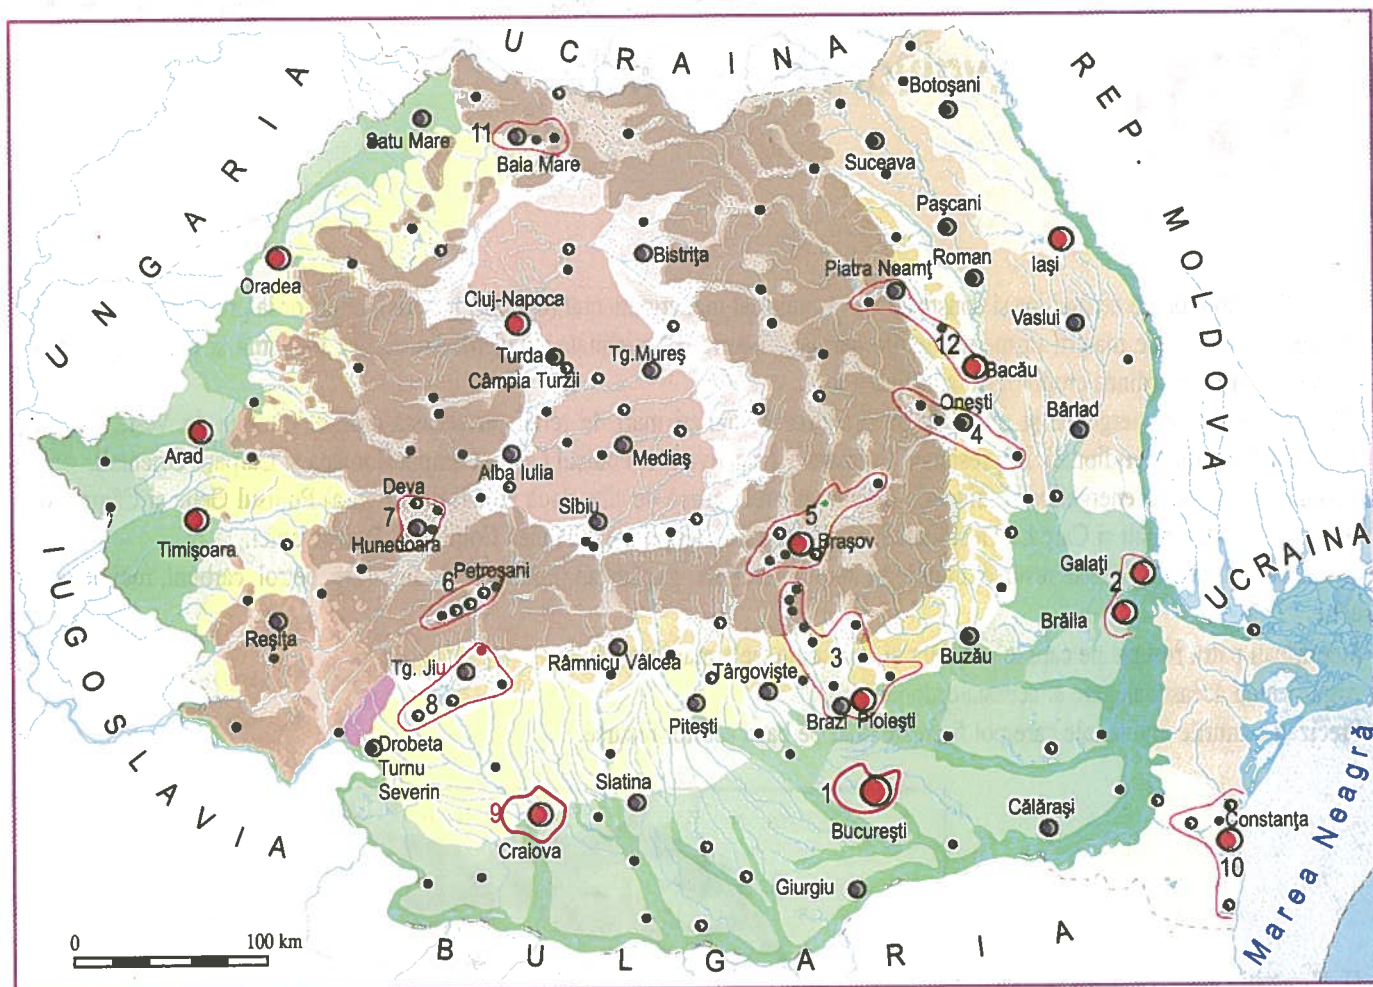 UCRAINA
UNGARIA
REP. MOLDOVA
Botoşani
Satu Mare
11
Baia Mare
Suceava
Paşcani
Iaşi
Bistriţa
Piatra Neamţ
Roman
Oradea
Cluj-Napoca
Vaslui
12
Turda
Tg.Mureş
Bacău
Câmpia Turzii
Oneşti
Bârlad
4
Arad
Alba Iulia
Mediaş
Deva
Sibiu
7
5
Timişoara
Hunedoara
Braşov
UCRAINA
Galaţi
6
Petroşani
2
Brăila
Reşiţa
IUGOSLAVIA
Tg. Jiu
Râmnicu Vâlcea
Târgovişte
3
Buzău
8
Piteşti
Brazi
Ploieşti
Drobeta
Turnu
Severin
Slatina
1
9
Bucureşti
Călăraşi
Constanţa
Craiova
10
Giurgiu
Marea Neagră
0
100 km
BULGARIA